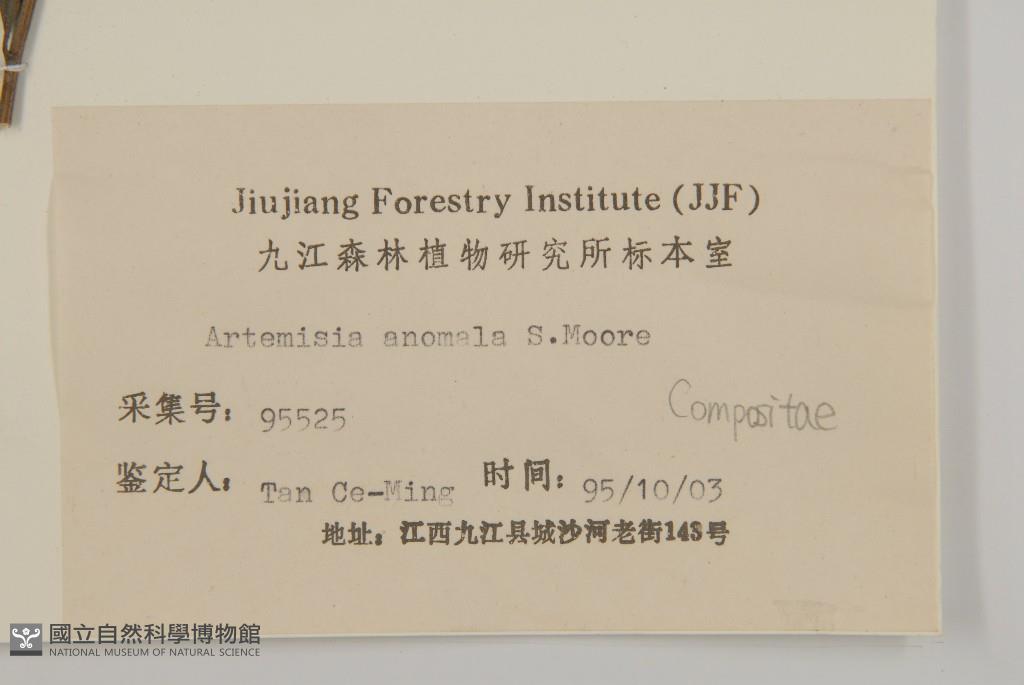 Jiujiang Forestry Institute (JJF)
九江森林植物研究所标本室
Artemisia anomala S.Moore
采集号: 95525
Compositae
鉴定人: Tan Ce-Ming 时间: 95/10/03
地址: 江西九江县城沙河老街143号
國立自然科學博物館
NATIONAL MUSEUM OF NATURAL SCIENCE